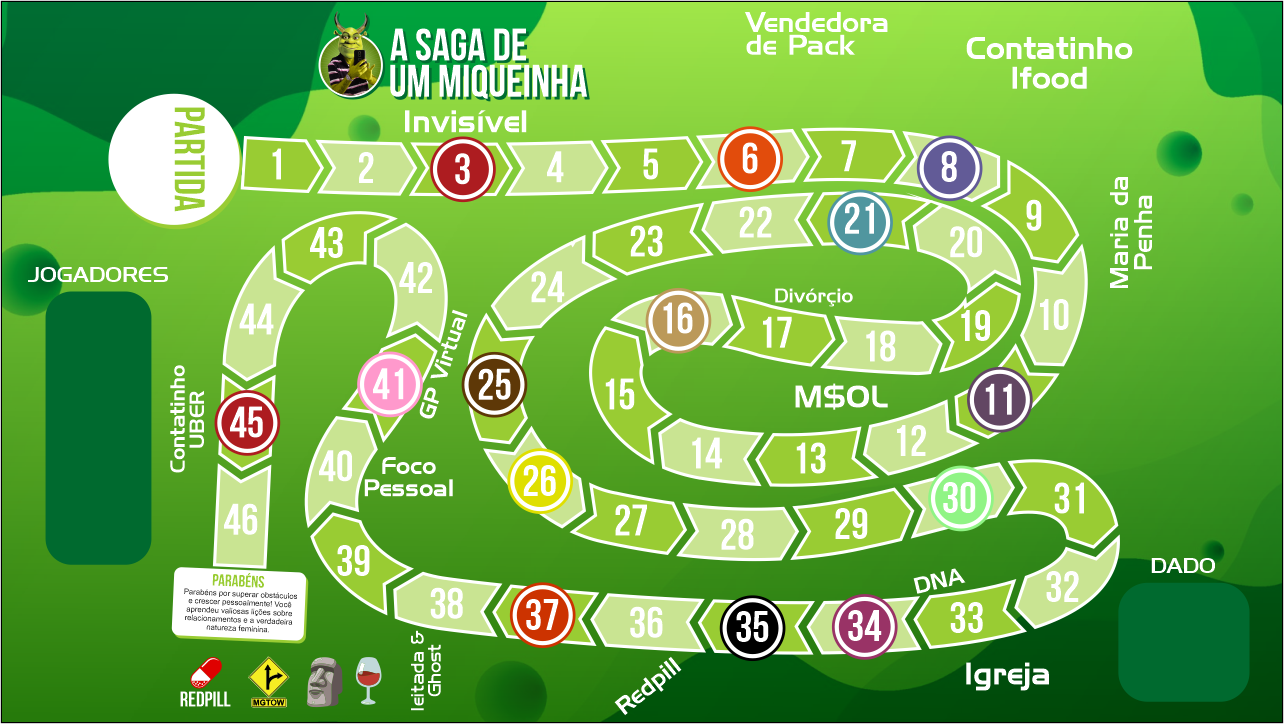 A SAGA DE
UM MIQUEINHA
Vendedora
de Pack
Contatinho
Ifood
Invisível
PARTIDA
1
2
3
4
5
6
7
8
9
10
11
12
13
14
15
16
17
18
19
20
21
22
23
24
25
26
27
28
29
30
31
32
33
34
35
36
37
38
39
40
41
42
43
44
45
46
Maria da
Penha
JOGADORES
Divórçio
M$OL
GP Virtual
Contatinho
UBER
Foco
Pessoal
DNA
DADO
Igreja
Redpill
leitada &
Ghost
PARABÉNS
Parabéns por superar obstáculos
e crescer pessoalmente! Você
aprendeu valiosas lições sobre
relacionamentos e a verdadeira
natureza feminina.
REDPILL
MGTOW